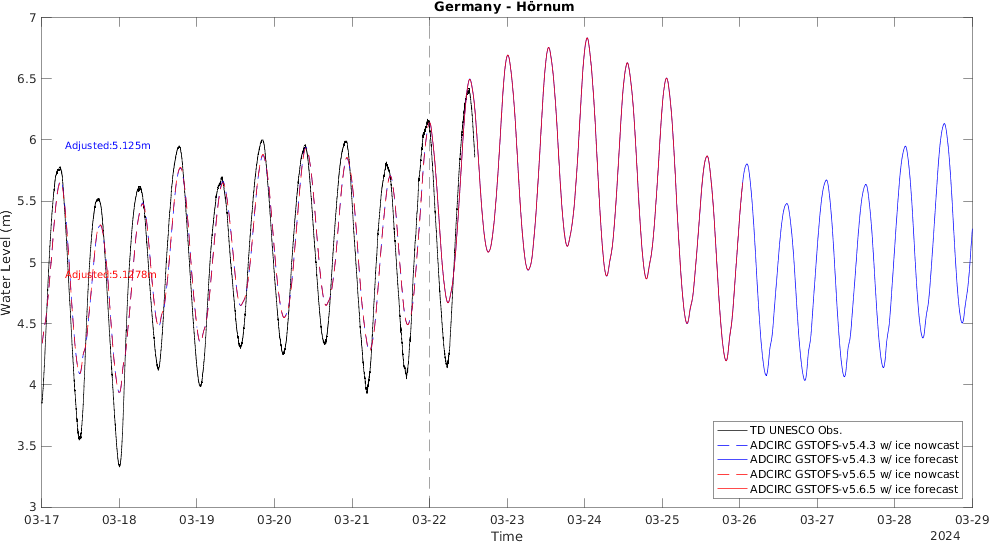 Germany - Hörnum
7
6.5
6
5.5
5
4.5
4
3.5
3
Water Level (m)
Adjusted:5.125m
Adjusted:5.1278m
TD UNESCO Obs.
ADCIRC GSTOFS-v5.4.3 w/ ice nowcast
ADCIRC GSTOFS-v5.4.3 w/ ice forecast
ADCIRC GSTOFS-v5.6.5 w/ ice nowcast
ADCIRC GSTOFS-v5.6.5 w/ ice forecast
03-17 03-18 03-19 03-20 03-21 03-22 03-23 03-24 03-25 03-26 03-27 03-28 03-29
Time
2024